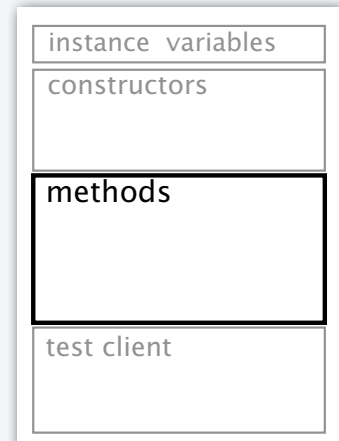 instance variables
constructors
methods
test client